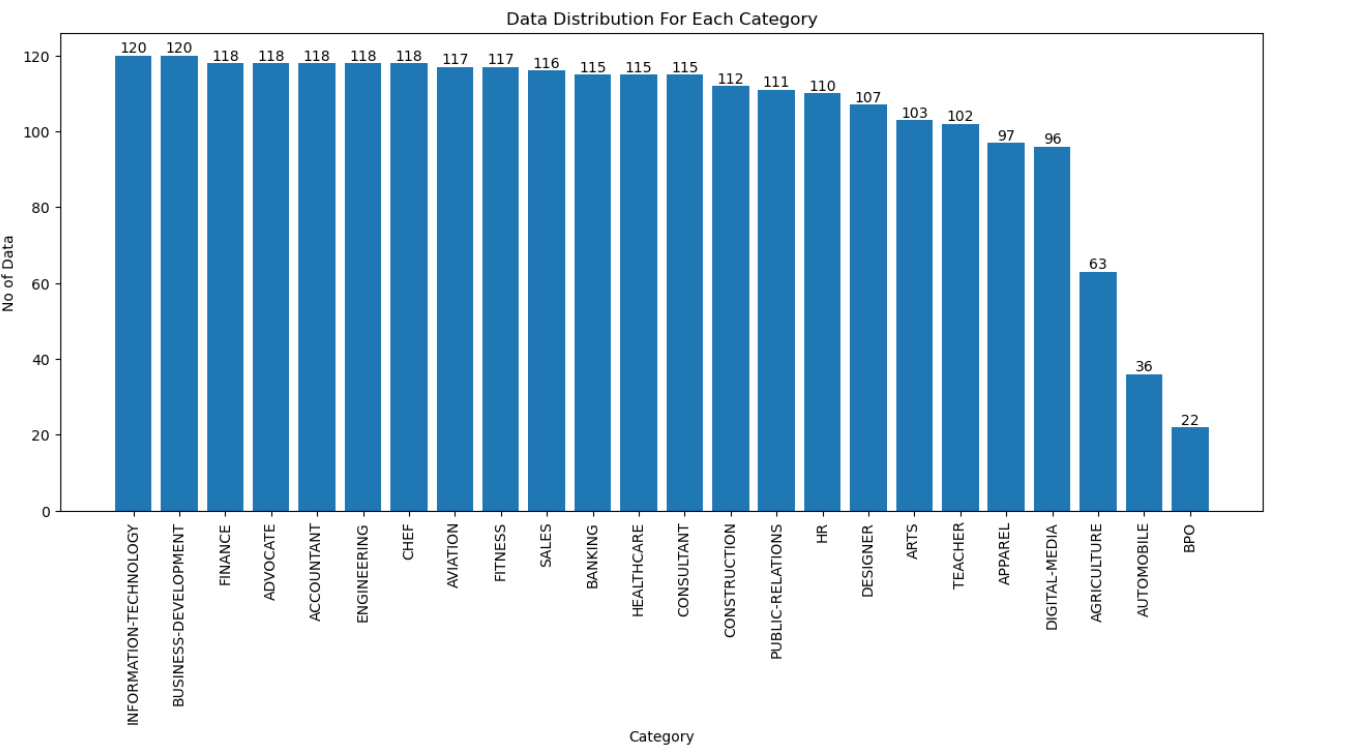 Data Distribution For Each Category
No of Data
120
100
80
60
40
20
0
120
120
118
118
118
118
118
117
117
116
115
115
115
112
111
110
107
103
102
97
96
63
36
22
INFORMATION-TECHNOLOGY
BUSINESS-DEVELOPMENT
FINANCE
ADVOCATE
ACCOUNTANT
ENGINEERING
CHEF
AVIATION
FITNESS
SALES
BANKING
HEALTHCARE
CONSULTANT
CONSTRUCTION
PUBLIC-RELATIONS
HR
DESIGNER
ARTS
TEACHER
APPAREL
DIGITAL-MEDIA
AGRICULTURE
AUTOMOBILE
BPO
Category